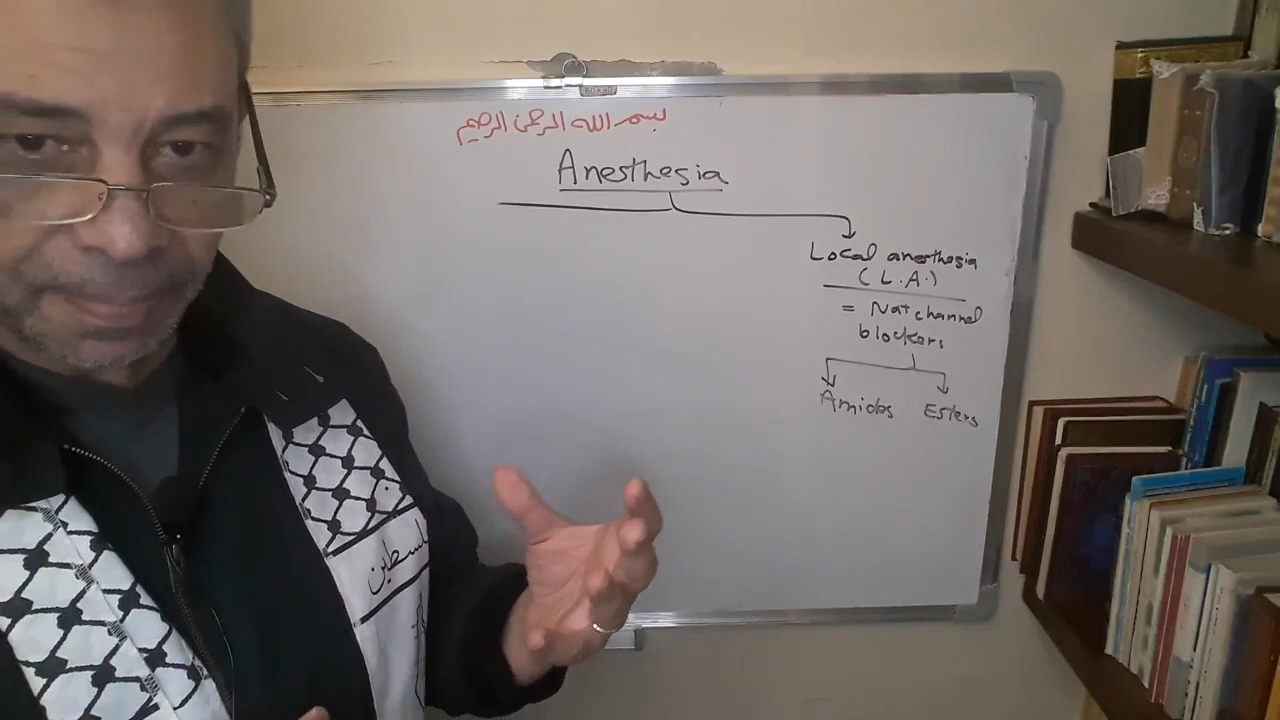 بسم الله الرحمن الرحيم
Anesthesia
Local anesthesia
(L.A.)
= Na+ channel
blockers
Amides Esters
فلسطين